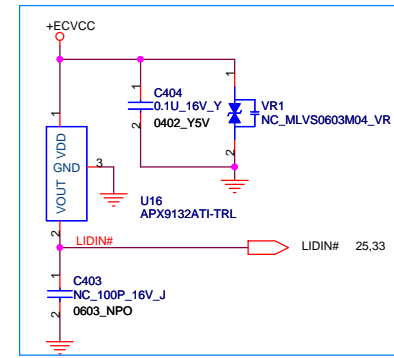 +ECVCC
1
C404
0.1U_16V_Y
0402_Y5V
2
1
VR1
NC_MLVS0603M04_VR
2
1
VDD
GND
3
VOUT
2
U16
APX9132ATI-TRL
LIDIN#
LIDIN# 25,33
1
C403
NC_100P_16V_J
0603_NPO
2